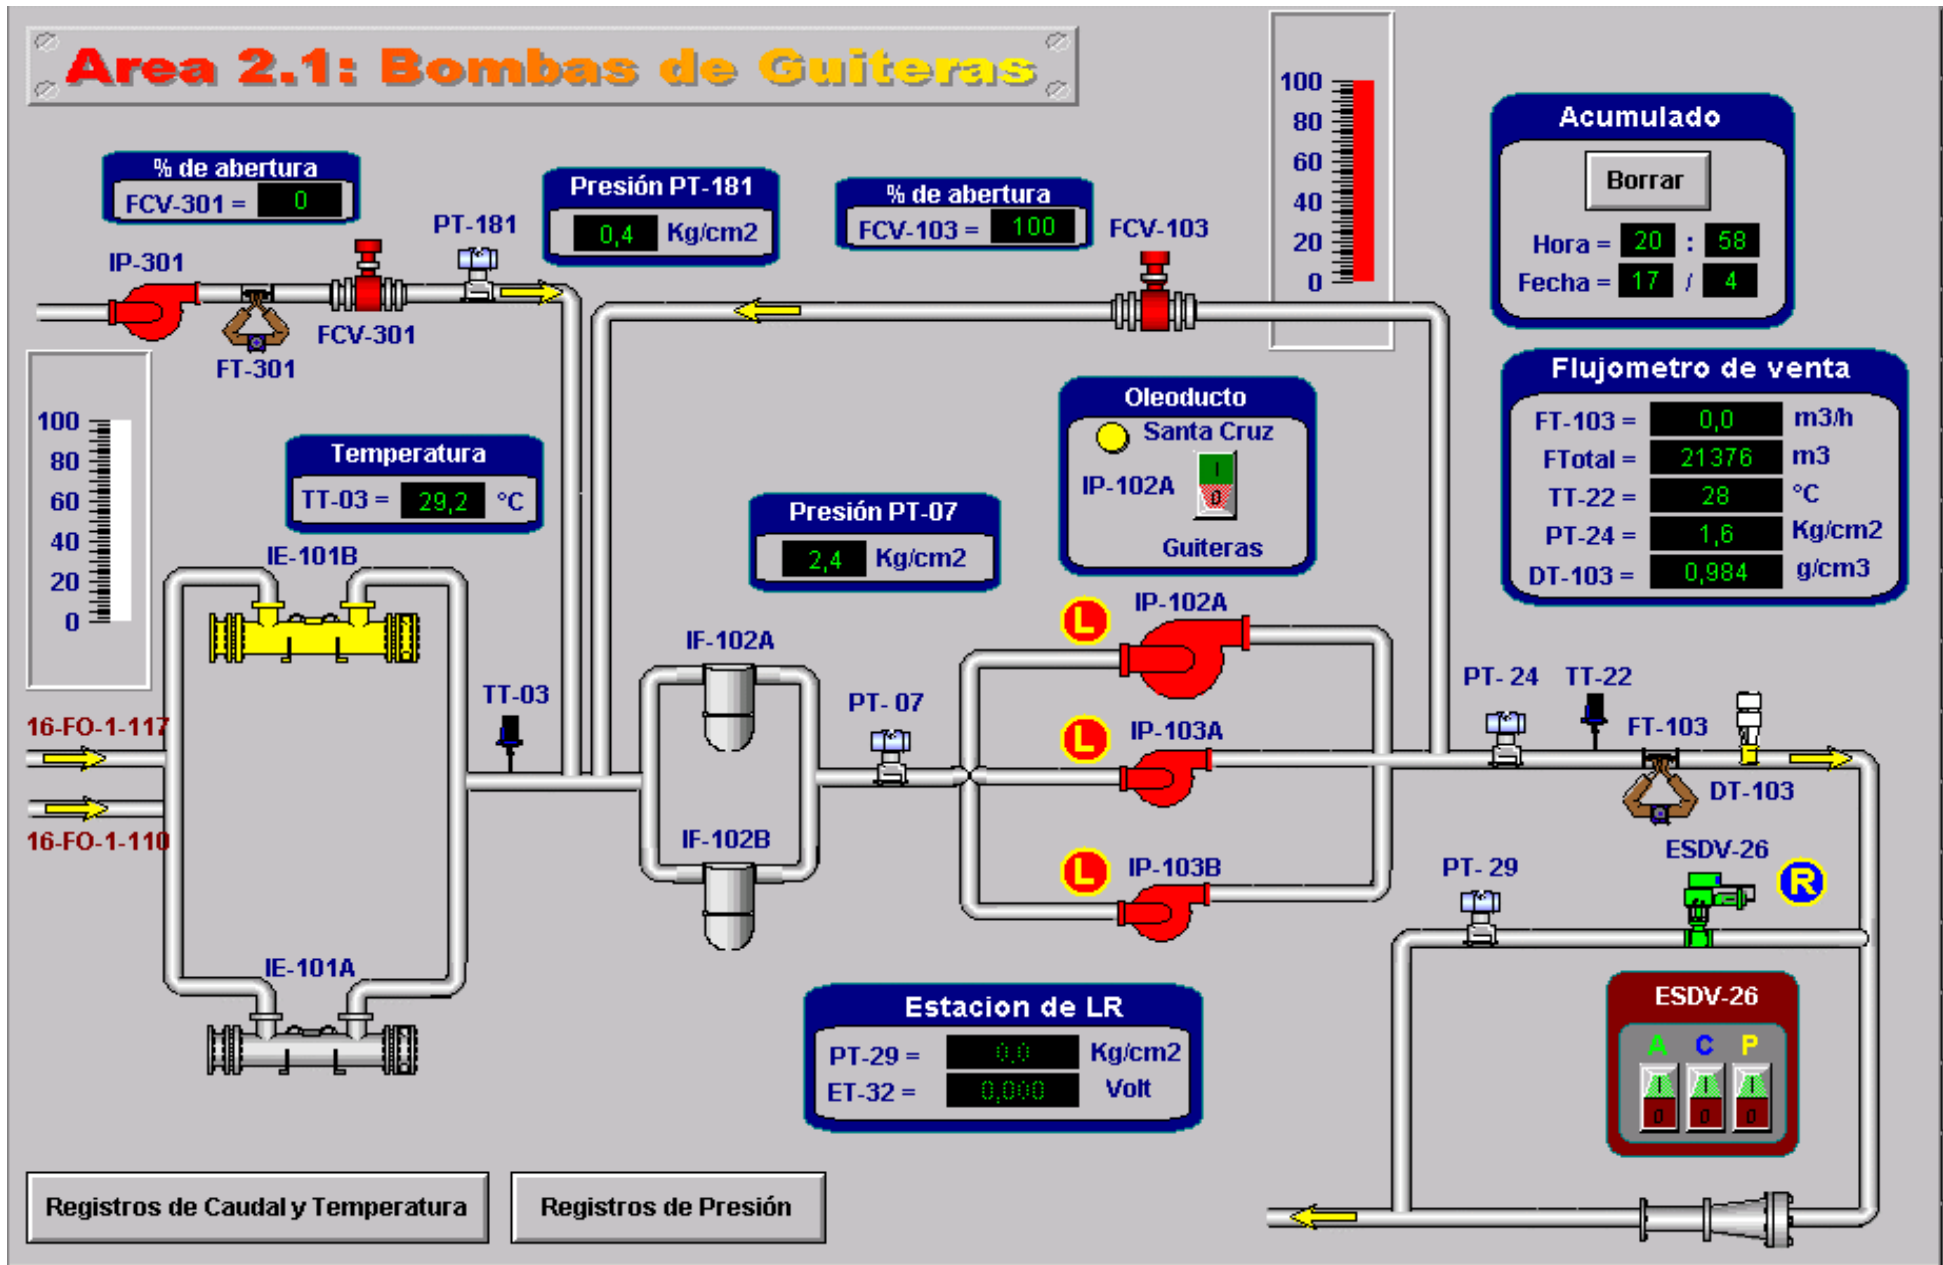 Area 2.1: Bombas de Guiteras
% de abertura
FCV-301 = 0
IP-301
FT-301
FCV-301
PT-181
Presión PT-181
0,4 Kg/cm2
% de abertura
FCV-103 = 100
FCV-103
100
80
60
40
20
0
Acumulado
Borrar
Hora = 20 : 58
Fecha = 17 / 4
100
80
60
40
20
0
Temperatura
TT-03 = 29,2 °C
IE-101B
16-FO-1-117
16-FO-1-110
IE-101A
TT-03
IF-102A
IF-102B
Presión PT-07
2,4 Kg/cm2
PT- 07
Oleoducto
Santa Cruz
IP-102A
I
0
Guiteras
L
IP-102A
L
IP-103A
L
IP-103B
Flujometro de venta
FT-103 = 0,0 m3/h
FTotal = 21376 m3
TT-22 = 28 °C
PT-24 = 1,6 Kg/cm2
DT-103 = 0,984 g/cm3
PT- 24
TT-22
FT-103
DT-103
ESDV-26
R
PT- 29
Estacion de LR
PT-29 = 0,0 Kg/cm2
ET-32 = 0,000 Volt
ESDV-26
A C P
I I I
0 0 0
Registros de Caudal y Temperatura
Registros de Presión